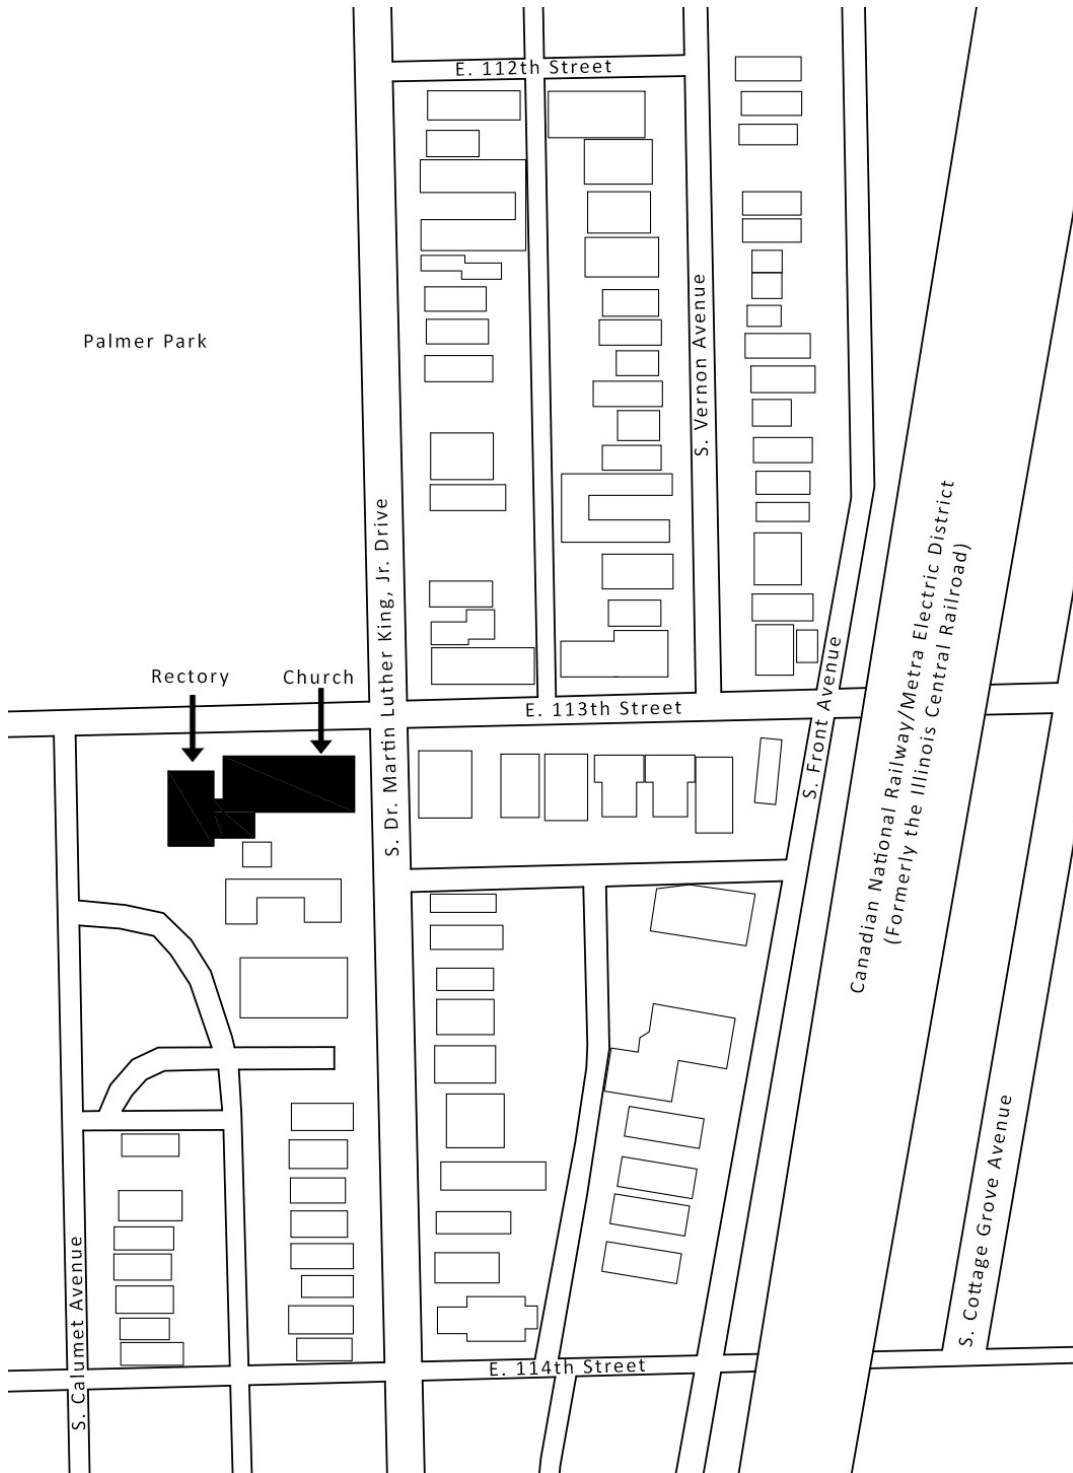 E. 112th Street
Palmer Park
S. Vernon Avenue
S. Dr. Martin Luther King, Jr. Drive
Canadian National Railway/Metra Electric District
(Formerly the Illinois Central Railroad)
Rectory
Church
E. 113th Street
S. Front Avenue
S. Cottage Grove Avenue
S. Calumet Avenue
E. 114th Street